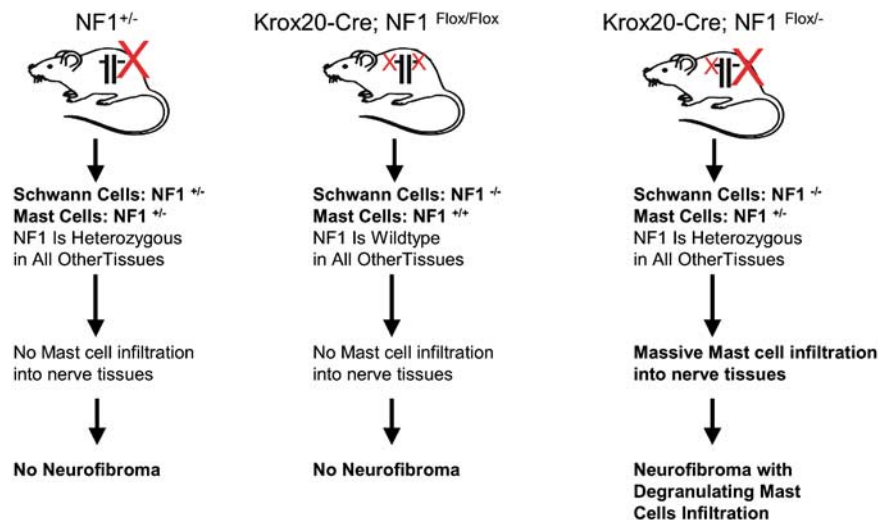 NF1+/-
Schwann Cells: NF1 +/-
Mast Cells: NF1 +/-
NF1 Is Heterozygous
in All OtherTissues
No Mast cell infiltration
into nerve tissues
No Neurofibroma
Krox20-Cre; NF1 Flox/Flox
Schwann Cells: NF1 -/-
Mast Cells: NF1 +/+
NF1 Is Wildtype
in All OtherTissues
No Mast cell infiltration
into nerve tissues
No Neurofibroma
Krox20-Cre; NF1 Flox/-
Schwann Cells: NF1 -/-
Mast Cells: NF1 +/-
NF1 Is Heterozygous
in All OtherTissues
Massive Mast cell infiltration
into nerve tissues
Neurofibroma with
Degranulating Mast
Cells Infiltration